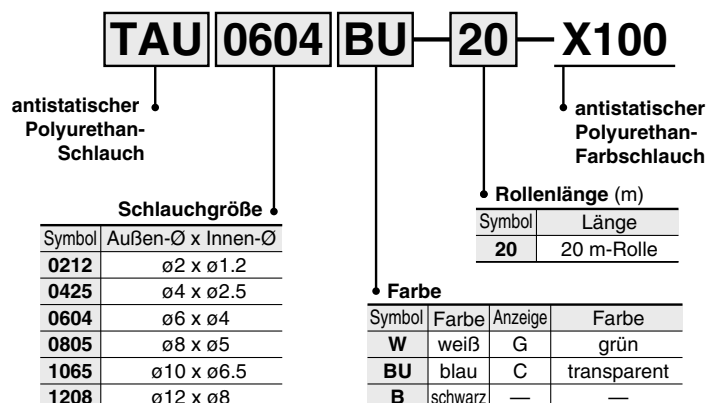 TAU 0604 BU — 20 — X100
antistatischer
Polyurethan-
Schlauch
antistatischer
Polyurethan-
Farbschlauch
Schlauchgröße
Symbol Außen-Ø x Innen-Ø
0212 ø2 x ø1.2
0425 ø4 x ø2.5
0604 ø6 x ø4
0805 ø8 x ø5
1065 ø10 x ø6.5
1208 ø12 x ø8
Rollenlänge (m)
Symbol Länge
20 20 m-Rolle
Farbe
Symbol Farbe Anzeige Farbe
W weiß G grün
BU blau C transparent
B schwarz — —